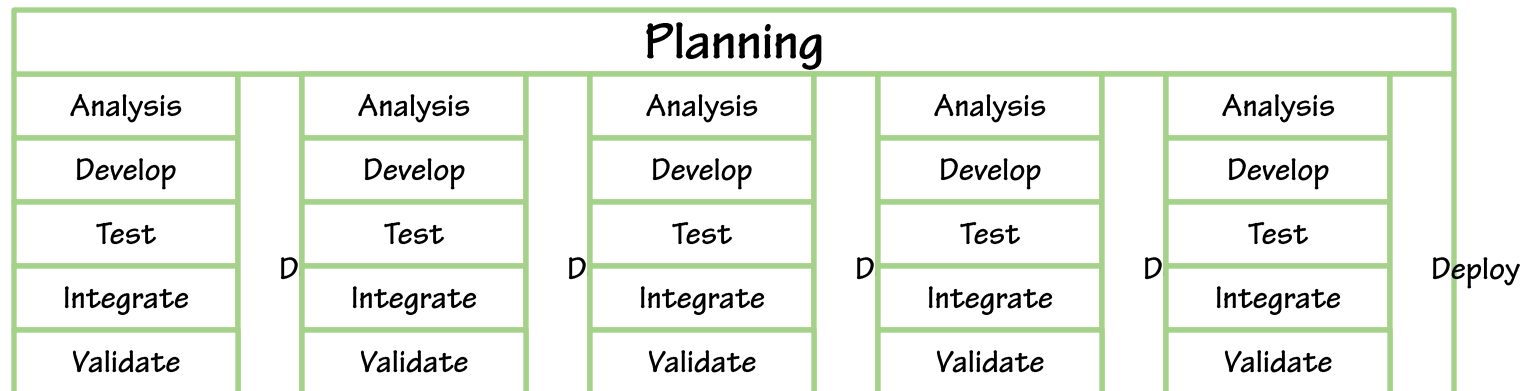 Planning
Analysis Analysis Analysis Analysis Analysis
Develop Develop Develop Develop Develop
Test Test Test Test Test
D D D D Deploy
Integrate Integrate Integrate Integrate Integrate
Validate Validate Validate Validate Validate